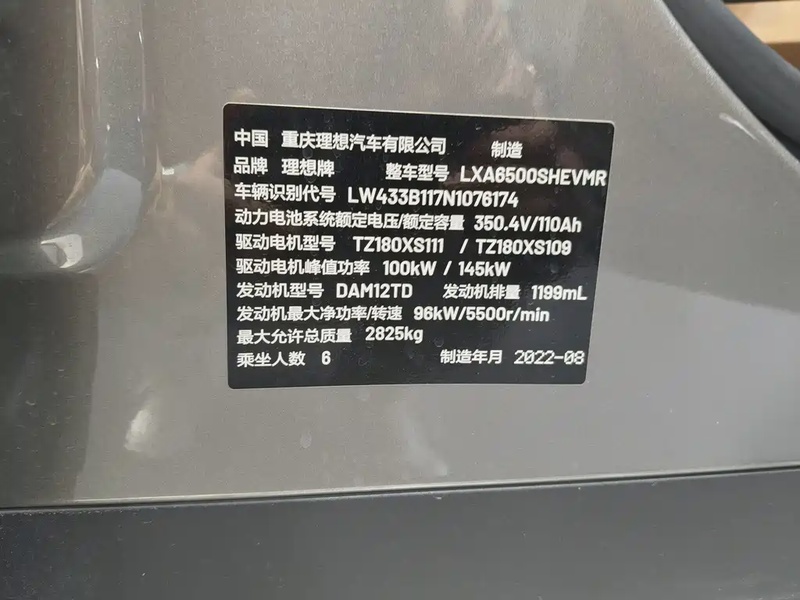 中国 重庆理想汽车有限公司 制造
品牌 理想牌 整车型号 LXA6500SHEVMR
车辆识别代号 LW433B117N1076174
动力电池系统额定电压/额定容量 350.4V/110Ah
驱动电机型号 TZ180XS111 / TZ180XS109
驱动电机峰值功率 100kW / 145kW
发动机型号 DAM12TD 发动机排量 1199mL
发动机最大净功率/转速 96kW/5500r/min
最大允许总质量 2825kg
乘坐人数 6 制造年月 2022-08